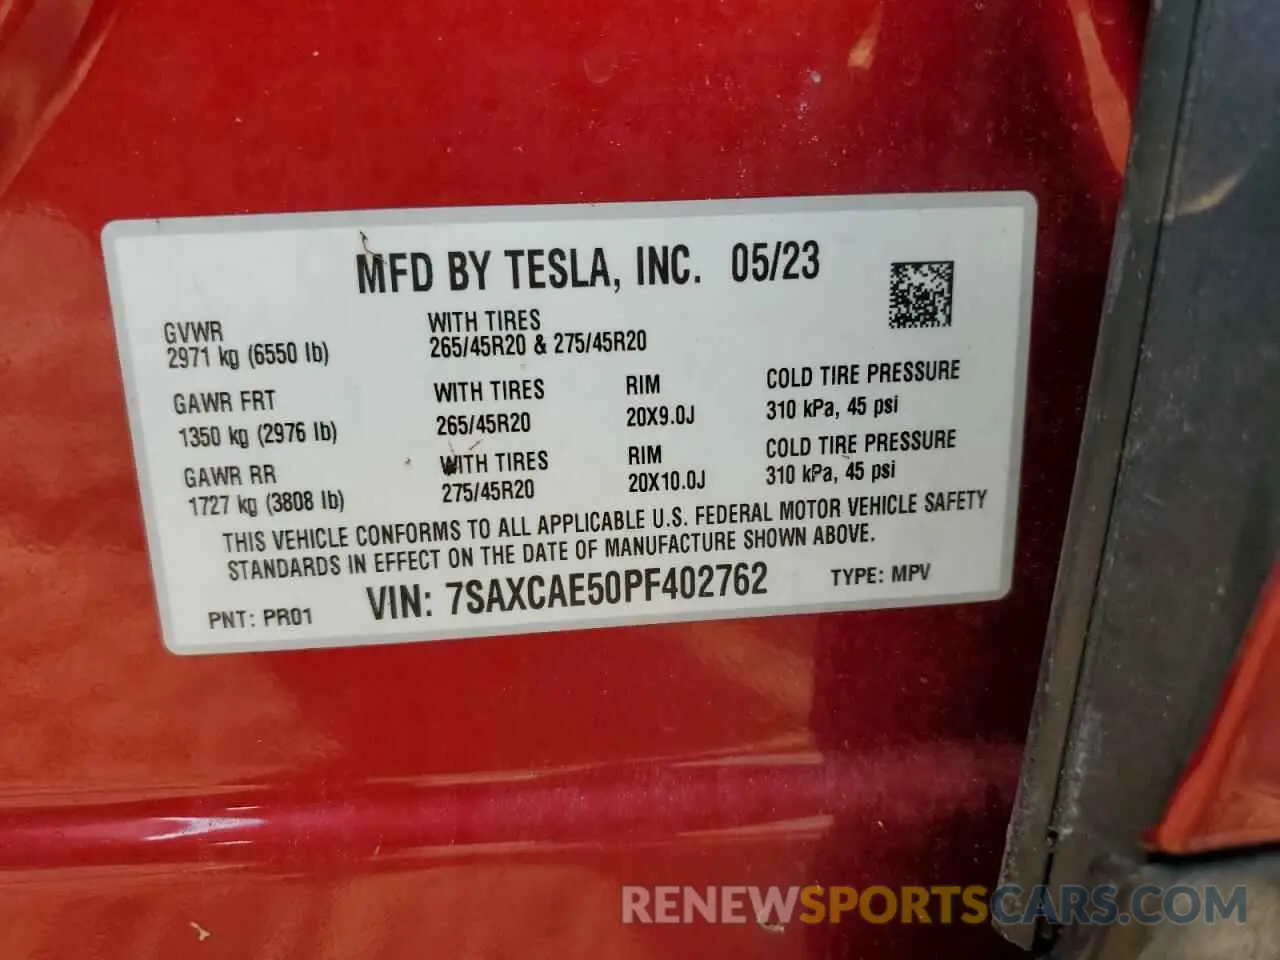 MFD BY TESLA, INC. 05/23
GVWR
2971 kg (6550 lb)
WITH TIRES
265/45R20 & 275/45R20
GAWR FRT
1350 kg (2976 lb)
WITH TIRES
265/45R20
RIM
20X9.0J
COLD TIRE PRESSURE
310 kPa, 45 psi
GAWR RR
1727 kg (3808 lb)
WITH TIRES
275/45R20
RIM
20X10.0J
COLD TIRE PRESSURE
310 kPa, 45 psi
THIS VEHICLE CONFORMS TO ALL APPLICABLE U.S. FEDERAL MOTOR VEHICLE SAFETY
STANDARDS IN EFFECT ON THE DATE OF MANUFACTURE SHOWN ABOVE.
PNT: PR01 VIN: 7SAXCAE50PF402762 TYPE: MPV
RENEWSPORTSCARS.COM